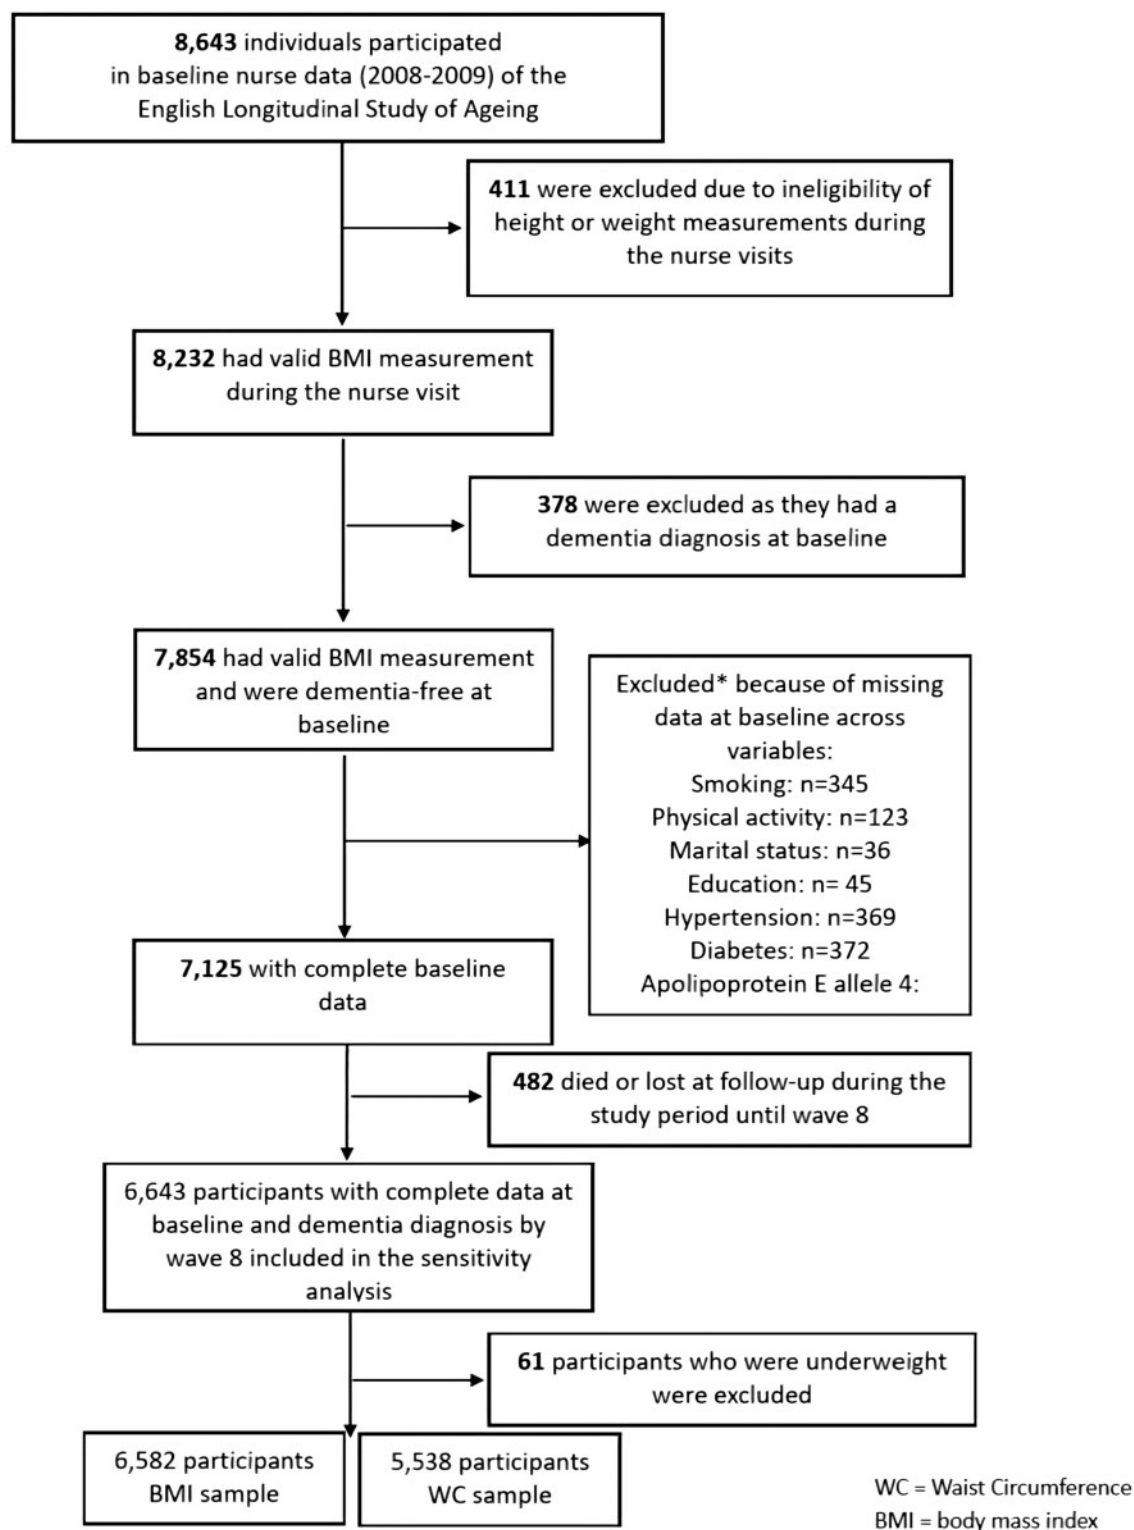 8,643 individuals participated
in baseline nurse data (2008-2009) of the
English Longitudinal Study of Ageing
411 were excluded due to ineligibility of
height or weight measurements during
the nurse visits
8,232 had valid BMI measurement
during the nurse visit
378 were excluded as they had a
dementia diagnosis at baseline
7,854 had valid BMI measurement
and were dementia-free at
baseline
Excluded* because of missing
data at baseline across
variables:
Smoking: n=345
Physical activity: n=123
Marital status: n=36
Education: n= 45
Hypertension: n=369
Diabetes: n=372
Apolipoprotein E allele 4:
7,125 with complete baseline
data
482 died or lost at follow-up during the
study period until wave 8
6,643 participants with complete data at
baseline and dementia diagnosis by
wave 8 included in the sensitivity
analysis
61 participants who were underweight
were excluded
6,582 participants
BMI sample
5,538 participants
WC sample
WC = Waist Circumference
BMI = body mass index